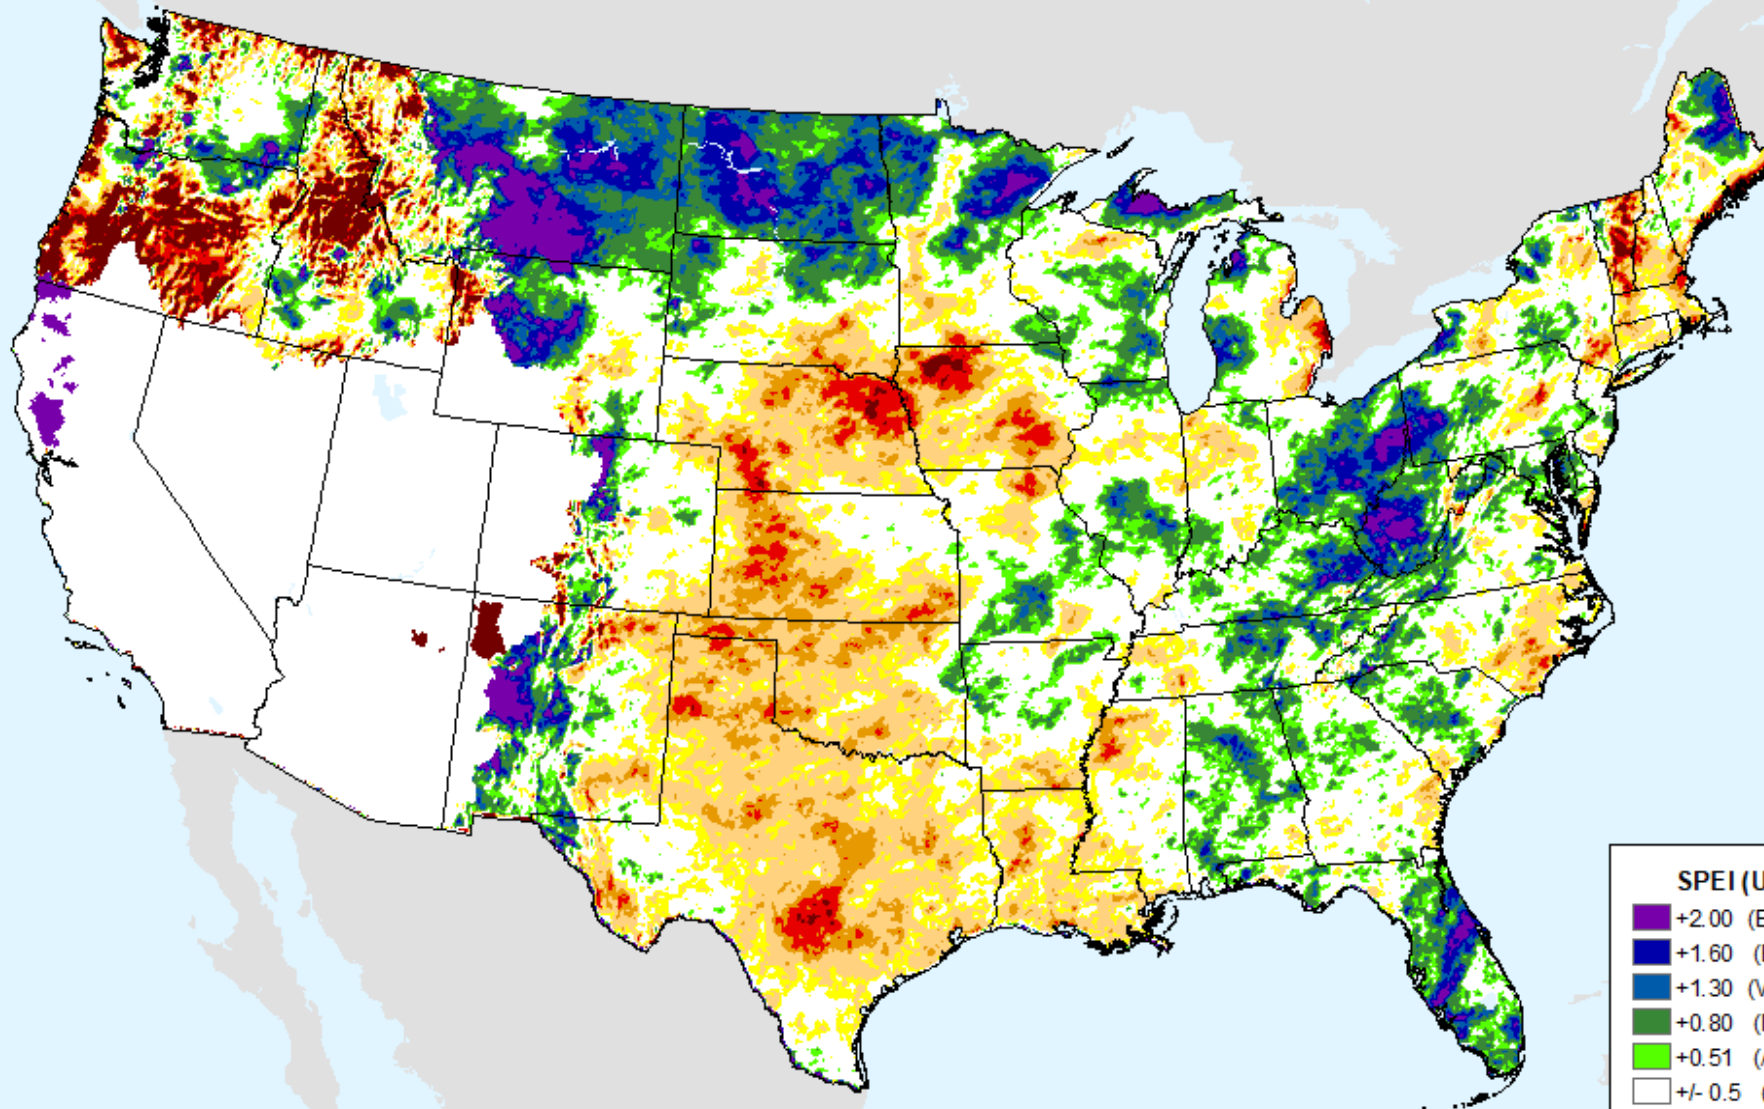 SPEI (U
+2.00 (E
+1.60 (
+1.30 (V
+0.80 (
+0.51 (
+/- 0.5 (